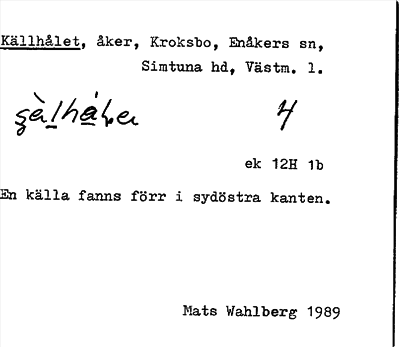 Källhålet, åker, Kroksbo, Enåkers sn,
Simtuna hd, Västm. l.
4
ek 12H 1b
En källa fanns förr i sydöstra kanten.
Mats Wahlberg 1989